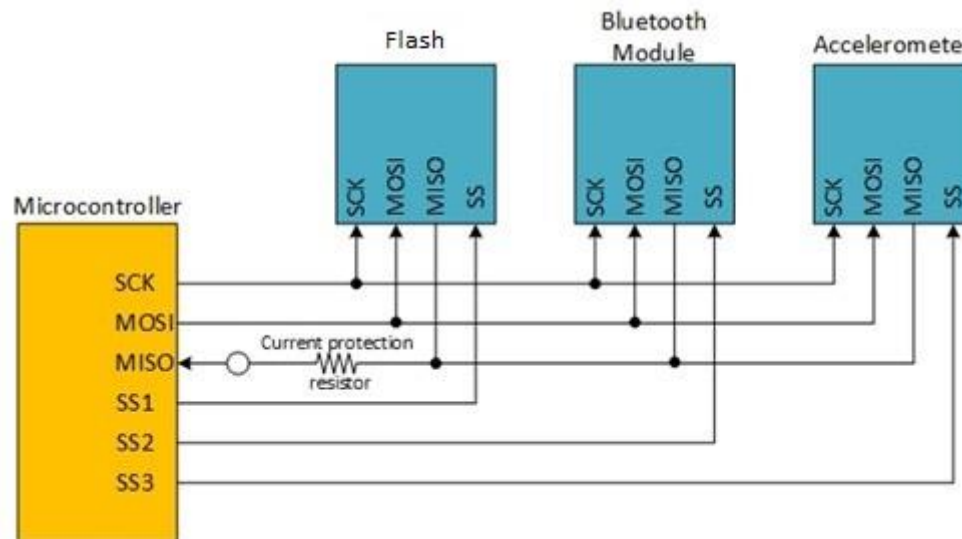 Flash
Bluetooth
Module
Acceleromete
SCK
MOSI
MISO
SS
SCK
MOSI
MISO
SS
SCK
MOSI
MISO
SS
Microcontroller
SCK
MOSI
MISO
SS1
SS2
SS3
Current protection
resistor